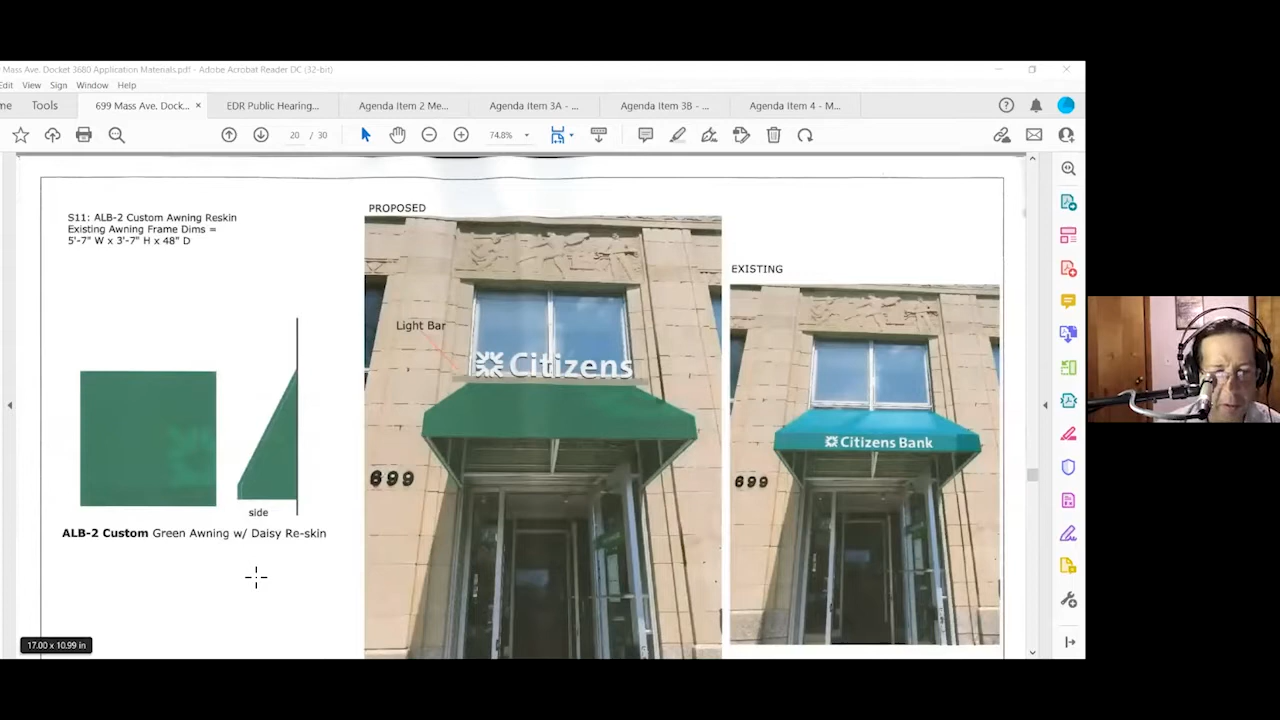 Mass Ave. Docket 3680 Application Materials.pdf - Adobe Acrobat Reader DC (32-bit)
Edit View Sign Window Help
me Tools 699 Mass Ave. Dock... × EDR Public Hearing... Agenda Item 2 Me... Agenda Item 3A - ... Agenda Item 3B - ... Agenda Item 4 - M...
20 / 30 74.8%
PROPOSED
S11: ALB-2 Custom Awning Reskin
Existing Awning Frame Dims =
5'-7" W x 3'-7" H x 48" D
EXISTING
Light Bar
Citizens
Citizens Bank
699
699
side
ALB-2 Custom Green Awning w/ Daisy Re-skin
17.00 x 10.99 in